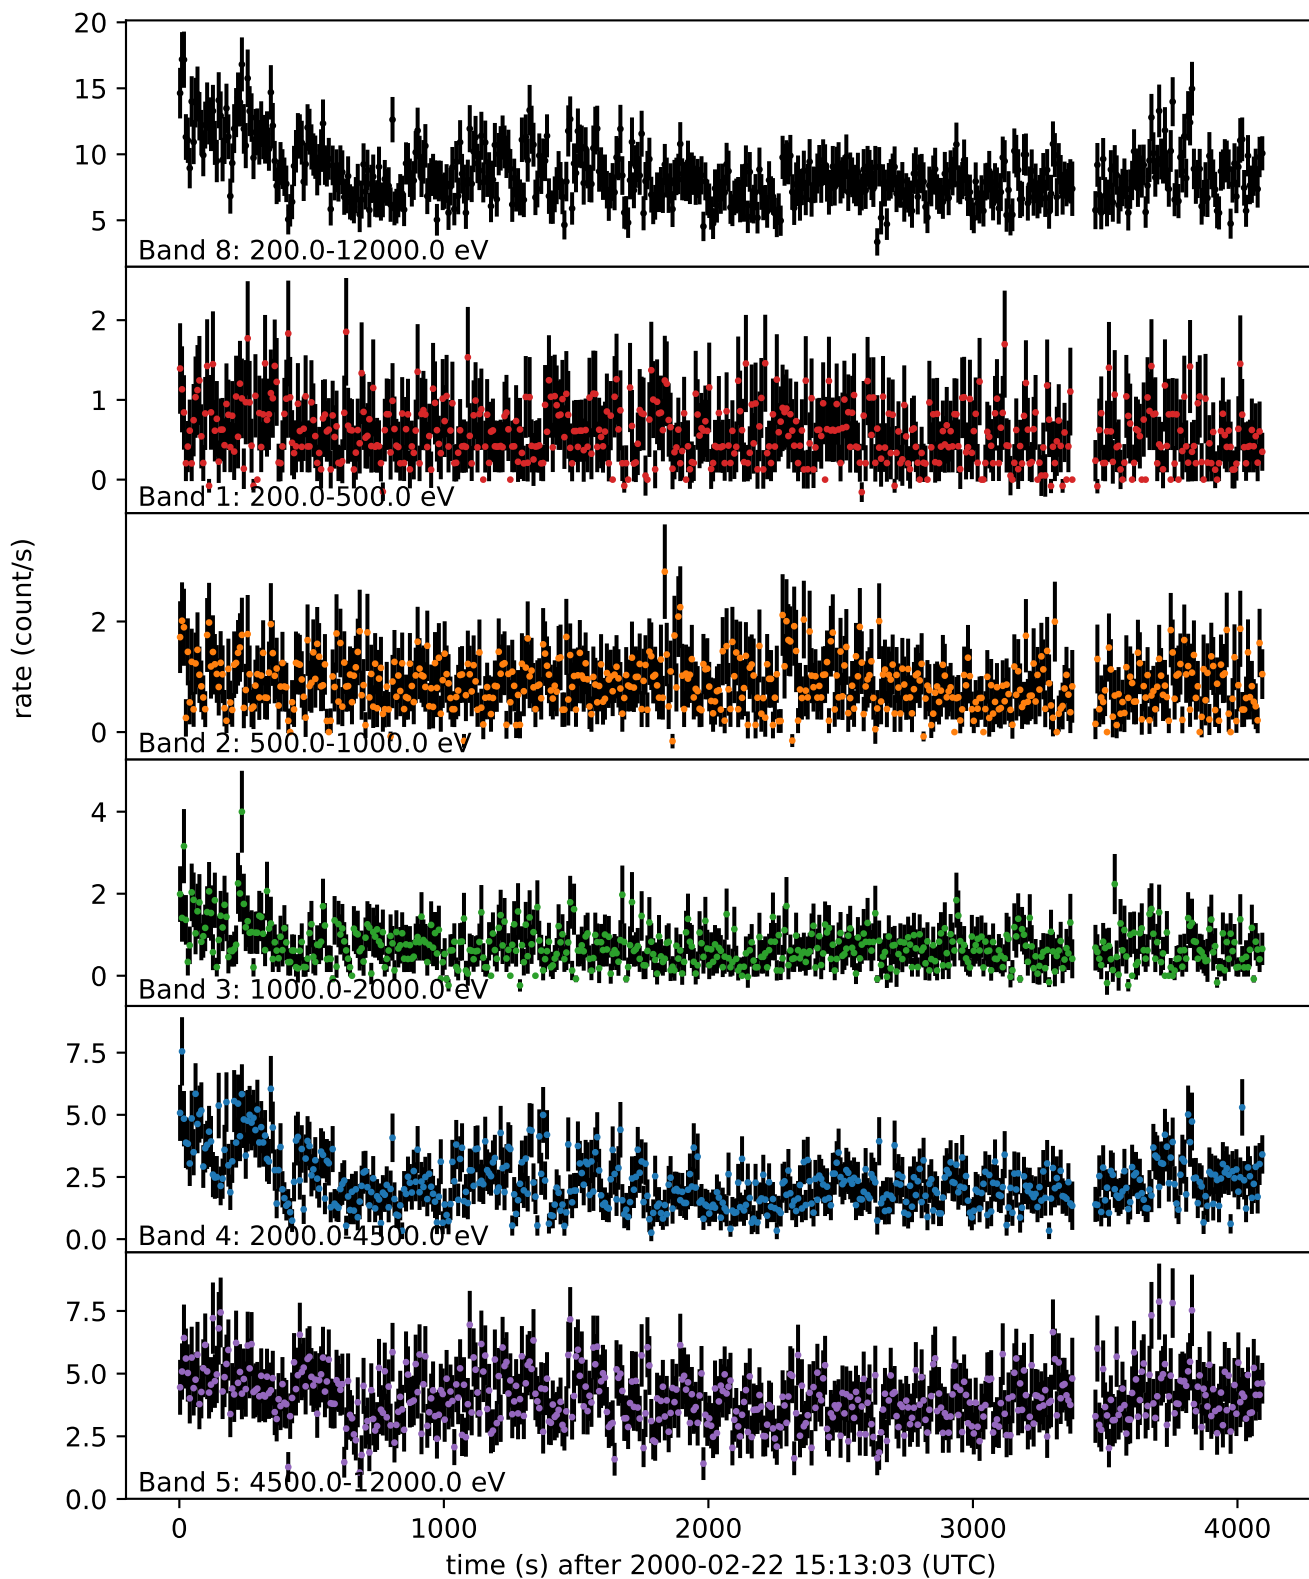 20
15
10
5
Band 8: 200.0-12000.0 eV
2
1
0
Band 1: 200.0-500.0 eV
rate (count/s)
2
0
Band 2: 500.0-1000.0 eV
4
2
0
Band 3: 1000.0-2000.0 eV
7.5
5.0
2.5
0.0
Band 4: 2000.0-4500.0 eV
7.5
5.0
2.5
0.0
Band 5: 4500.0-12000.0 eV
0 1000 2000 3000 4000
time (s) after 2000-02-22 15:13:03 (UTC)